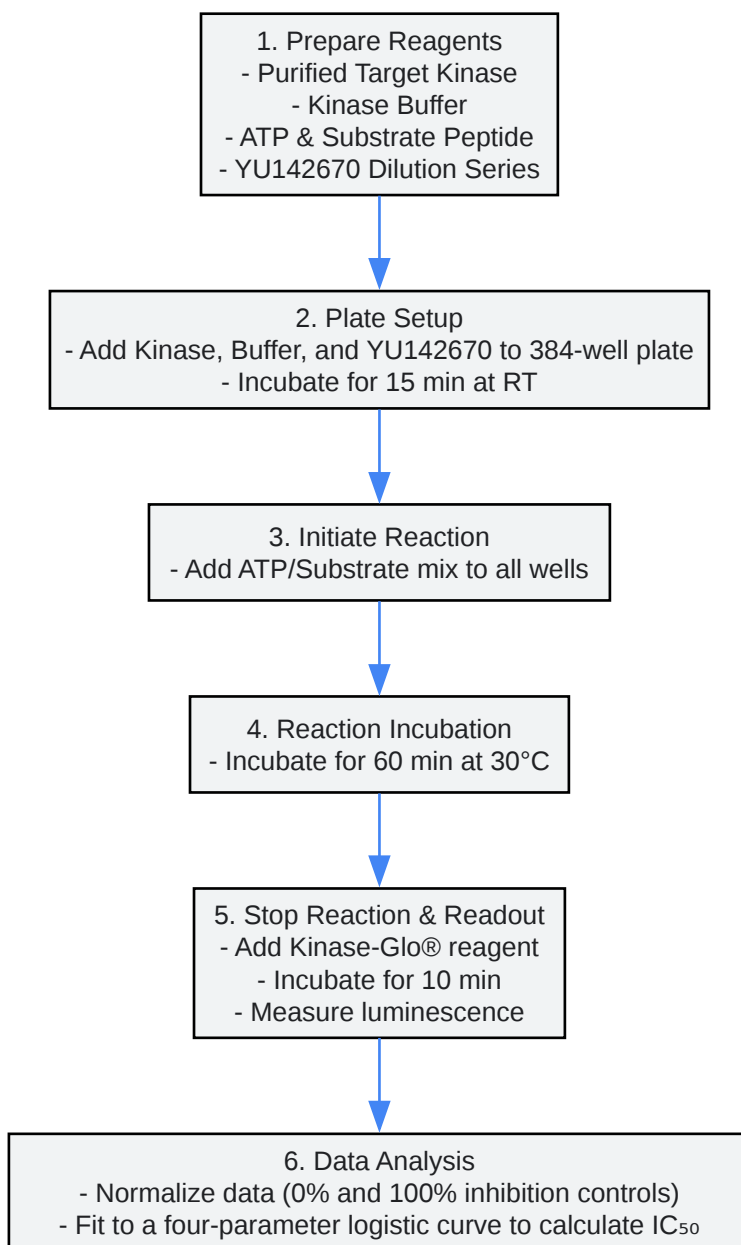 1. Prepare Reagents
- Purified Target Kinase
- Kinase Buffer
- ATP & Substrate Peptide
- YU142670 Dilution Series
2. Plate Setup
- Add Kinase, Buffer, and YU142670 to 384-well plate
- Incubate for 15 min at RT
3. Initiate Reaction
- Add ATP/Substrate mix to all wells
4. Reaction Incubation
- Incubate for 60 min at 30°C
5. Stop Reaction & Readout
- Add Kinase-Glo® reagent
- Incubate for 10 min
- Measure luminescence
6. Data Analysis
- Normalize data (0% and 100% inhibition controls)
- Fit to a four-parameter logistic curve to calculate IC₅₀